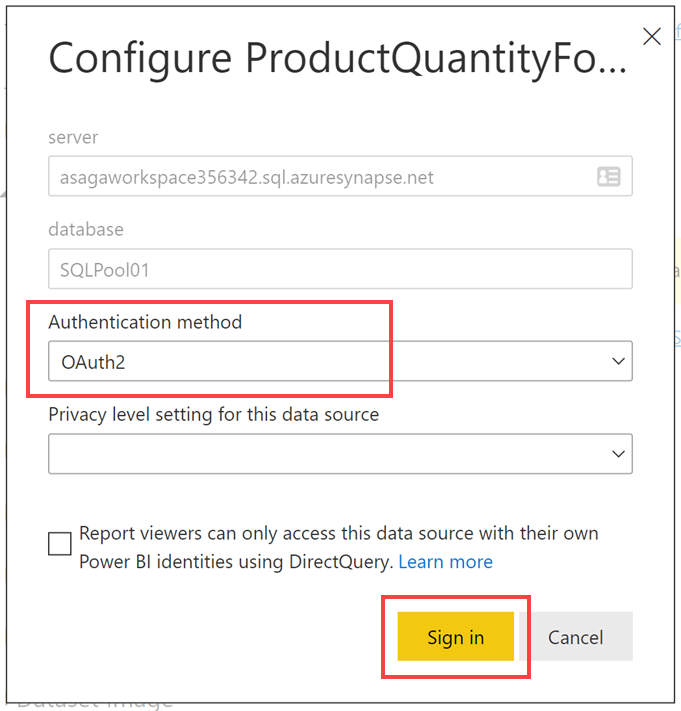 Configure ProductQuantityFo...
server
asagaworkspace356342.sql.azuresynapse.net
database
SQLPool01
Authentication method
OAuth2
Privacy level setting for this data source
Report viewers can only access this data source with their own
Power BI identities using DirectQuery. Learn more
Sign in
Cancel